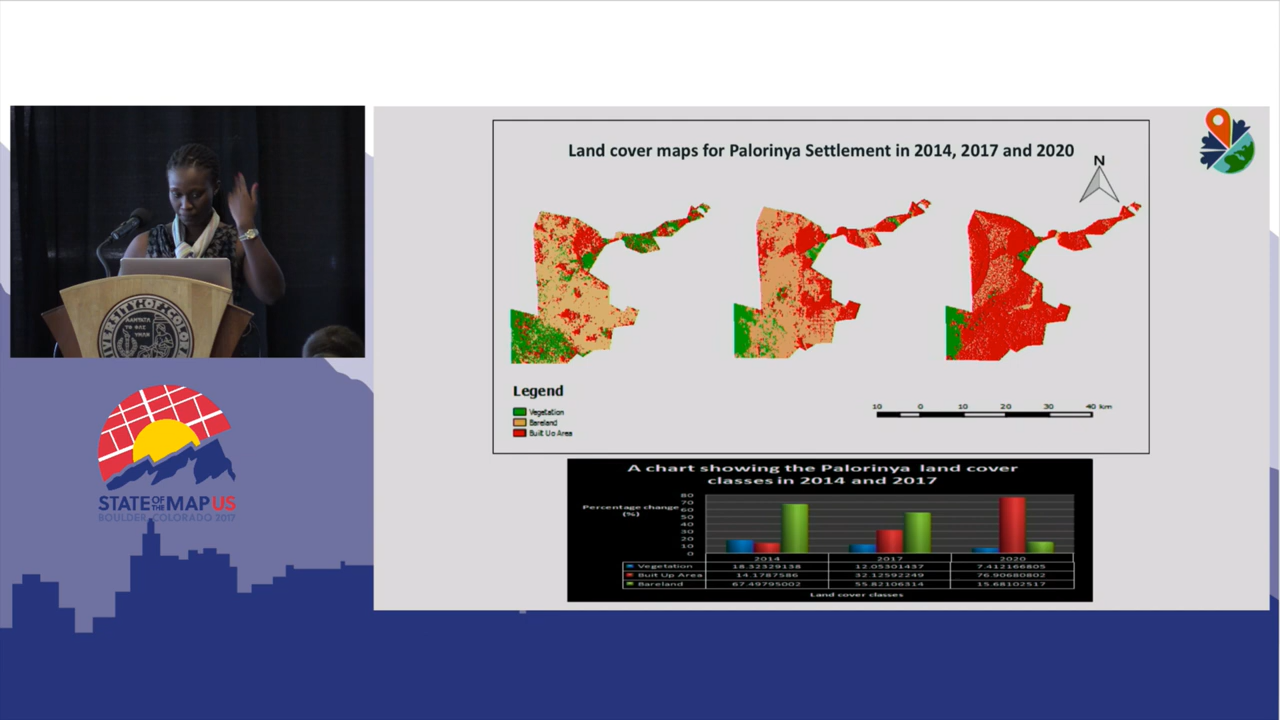 Land cover maps for Palorinya Settlement in 2014, 2017 and 2020
N
Legend
Vegetation
Bareland
Built Up Area
10 0 10 20 30 40 km
A chart showing the Palorinya land cover
classes in 2014 and 2017
Percentage change
(%)
80
70
60
50
40
30
20
10
0
2014 2017 2020
Vegetation 18.32329138 12.05301437 7.412166805
Buit Up Area 14.1787586 32.12592249 76.90680802
Bareland 67.49795002 55.82106314 15.68102517
Land cover classes
UNIVERSITY OF COLOR
STATE OF THE MAP US
BOULDER, COLORADO 2017